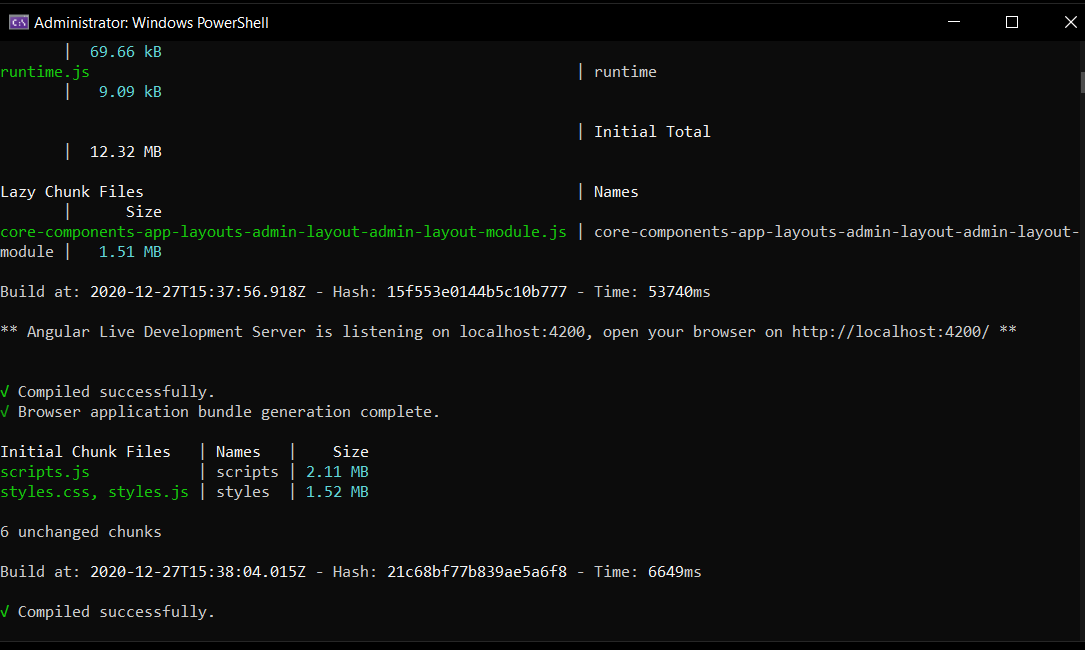 Administrator: Windows PowerShell
| 69.66 kB
runtime.js | runtime
| 9.09 kB
| Initial Total
| 12.32 MB
Lazy Chunk Files | Names
| Size
core-components-app-layouts-admin-layout-admin-layout-module.js | core-components-app-layouts-admin-layout-admin-layout-
module | 1.51 MB
Build at: 2020-12-27T15:37:56.918Z - Hash: 15f553e0144b5c10b777 - Time: 53740ms
** Angular Live Development Server is listening on localhost:4200, open your browser on http://localhost:4200/ **
√ Compiled successfully.
√ Browser application bundle generation complete.
Initial Chunk Files | Names | Size
scripts.js | scripts | 2.11 MB
styles.css, styles.js | styles | 1.52 MB
6 unchanged chunks
Build at: 2020-12-27T15:38:04.015Z - Hash: 21c68bf77b839ae5a6f8 - Time: 6649ms
√ Compiled successfully.